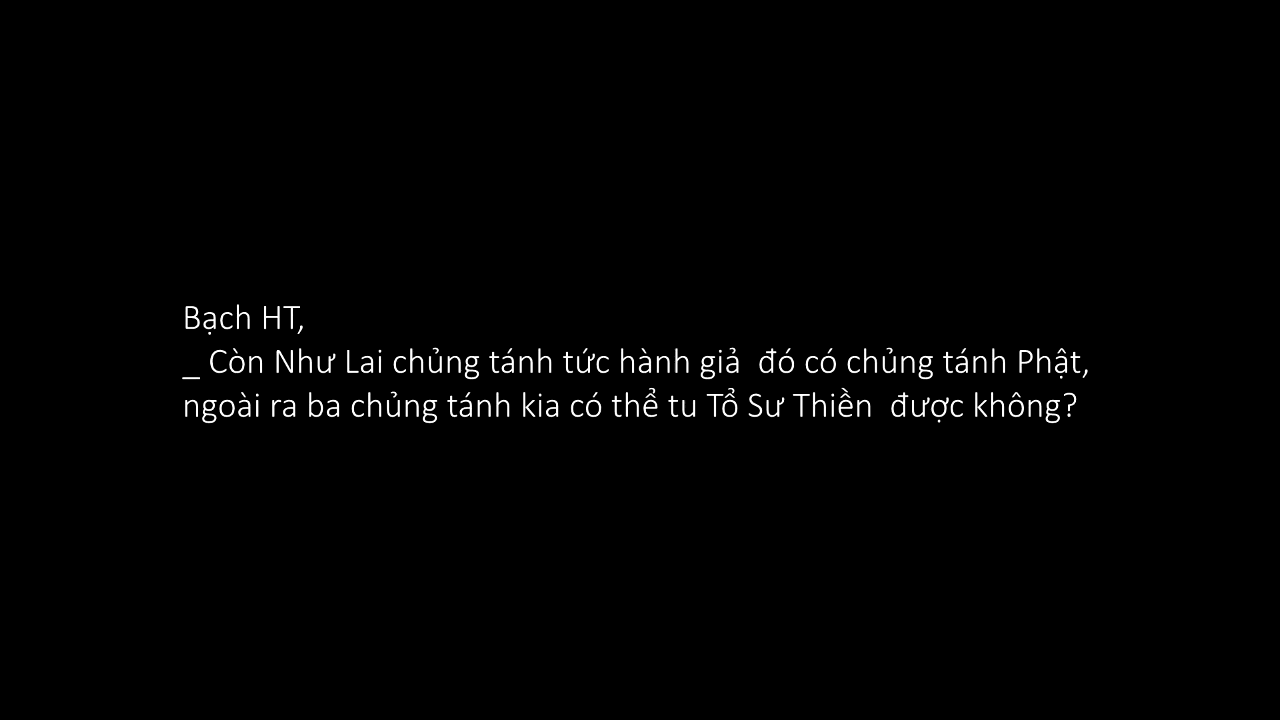 Bạch HT,
_ Còn Như Lai chủng tánh tức hành giả  đó có chủng tánh Phật,
ngoài ra ba chủng tánh kia có thể tu Tổ Sư Thiền  được không?